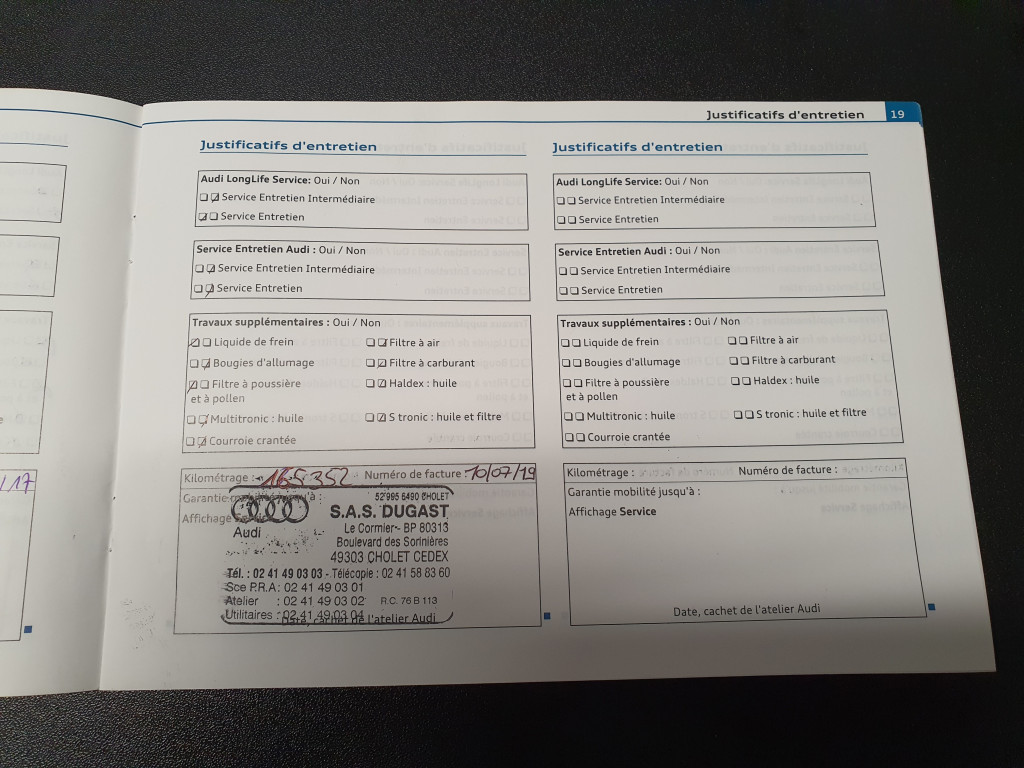 Justificatifs d'entretien 19
Justificatifs d'entretien
Audi LongLife Service: Oui / Non
Service Entretien Intermédiaire
Service Entretien
Service Entretien Audi : Oui / Non
Service Entretien Intermédiaire
Service Entretien
Travaux supplémentaires : Oui / Non
Liquide de frein
Filtre à air
Bougies d'allumage
Filtre à carburant
Filtre à poussière
et à pollen
Haldex : huile
Multitronic : huile
S tronic : huile et filtre
Courroie crantée
Kilométrage : 165352 Numéro de facture : 10/07/19
Garantie mobilité jusqu'à :
Affichage Service
52 995 6490 CHOLET
S.A.S. DUGAST
Audi
Le Cormier - BP 80313
Boulevard des Sorinières
49303 CHOLET CEDEX
Tél. : 02 41 49 03 03 - Télécopie : 02 41 58 83 60
Sce P.R.A : 02 41 49 03 01
Atelier : 02 41 49 03 02 R.C. 76 B 113
Utilitaires : 02 41 49 03 04
Date, cachet de l'atelier Audi
Justificatifs d'entretien
Audi LongLife Service: Oui / Non
Service Entretien Intermédiaire
Service Entretien
Service Entretien Audi : Oui / Non
Service Entretien Intermédiaire
Service Entretien
Travaux supplémentaires : Oui / Non
Liquide de frein
Filtre à air
Bougies d'allumage
Filtre à carburant
Filtre à poussière
et à pollen
Haldex : huile
Multitronic : huile
S tronic : huile et filtre
Courroie crantée
Kilométrage : Numéro de facture :
Garantie mobilité jusqu'à :
Affichage Service
Date, cachet de l'atelier Audi